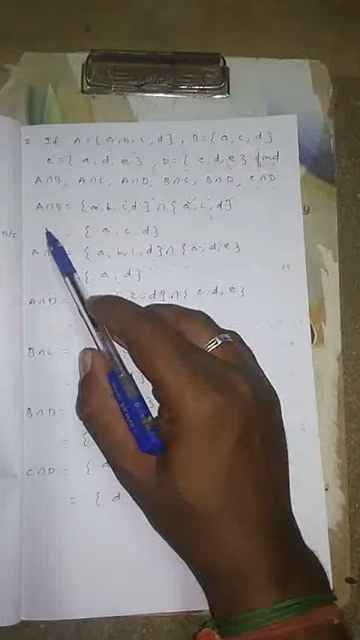 2. If A = {a, b, c, d}, B = {a, c, d}
C = {a, d, e}, D = {c, d, e} find
A∩B, A∩C, A∩D, B∩C, B∩D, C∩D
A∩B = {a, b, c, d} ∩ {a, c, d}
= {a, c, d}
A∩ = {a, b, c, d} ∩ {a, d, e}
{a, d}
A∩D = c, d} ∩ {c, d, e}
B∩C =
B∩D =
= {
C∩D = {
= { d